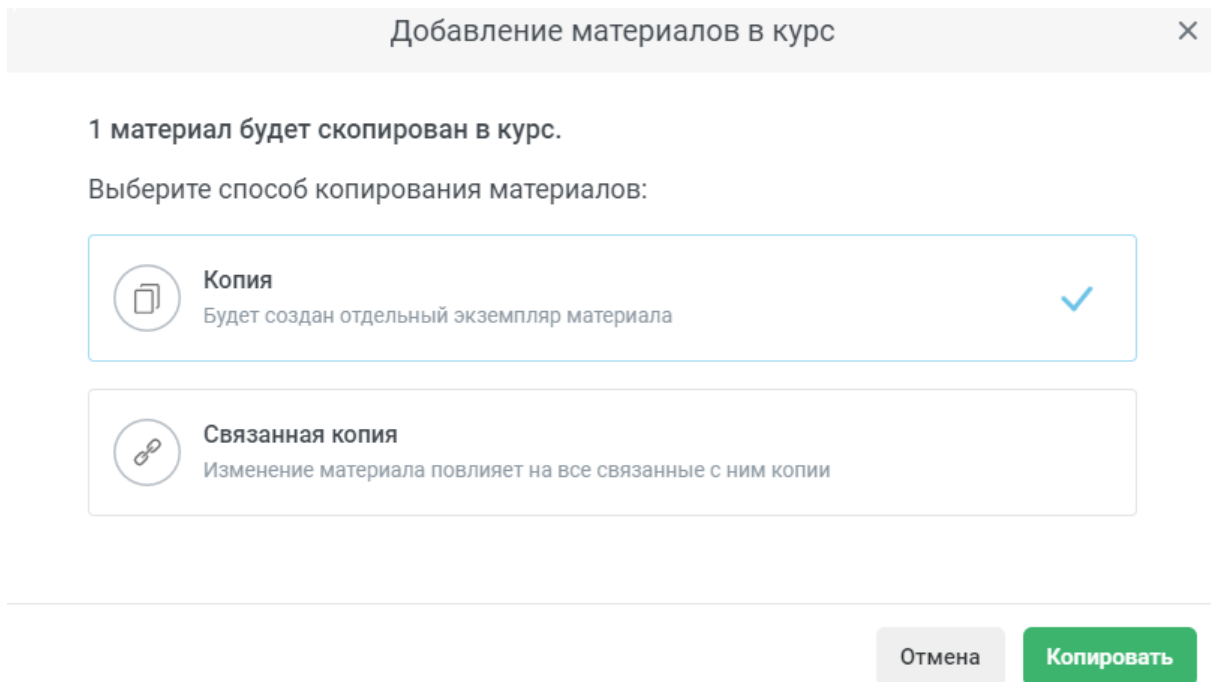 Добавление материалов в курс
1 материал будет скопирован в курс.
Выберите способ копирования материалов:
Копия
Будет создан отдельный экземпляр материала
Связанная копия
Изменение материала повлияет на все связанные с ним копии
Отмена
Копировать